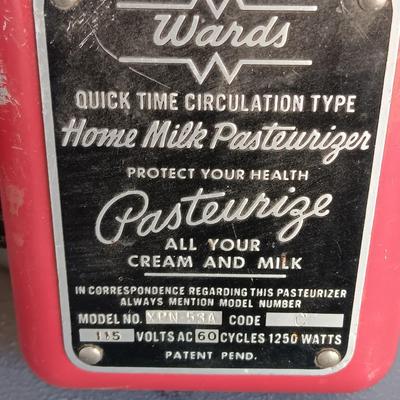 Wards
QUICK TIME CIRCULATION TYPE
Home Milk Pasteurizer
PROTECT YOUR HEALTH
Pasteurize
ALL YOUR
CREAM AND MILK
IN CORRESPONDENCE REGARDING THIS PASTEURIZER
ALWAYS MENTION MODEL NUMBER
MODEL NO. XPN-53A CODE C
115 VOLTS AC 60 CYCLES 1250 WATTS
PATENT PEND.